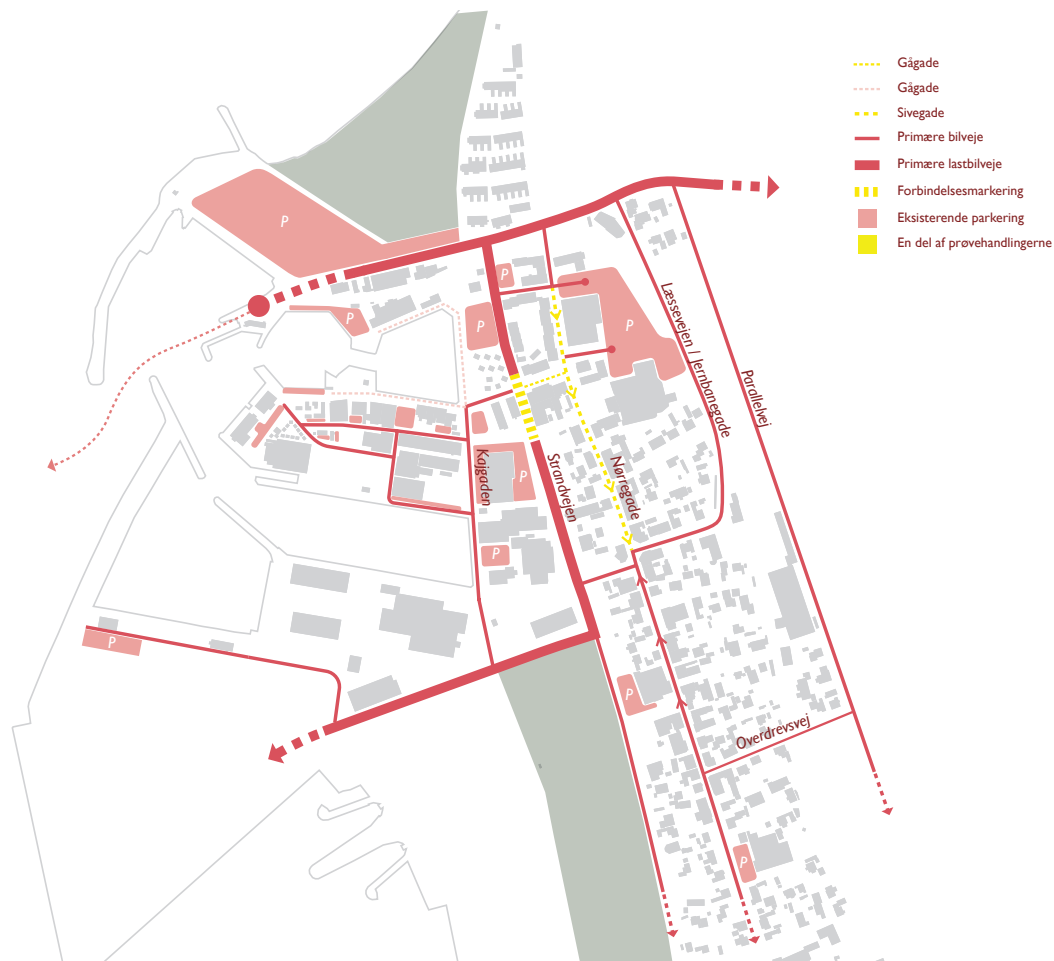 Gågade
Gågade
Sivegade
Primære bilveje
Primære lastbilveje
Forbindelsesmarkering
Eksisterende parkering
En del af prøvehandlingerne
P
P
P
P
P
Læssevejen / Jernbanegade
Parallelvej
Kajgaden
P
Strandvejen
Nørregade
P
P
P
Overdrevsvej
P